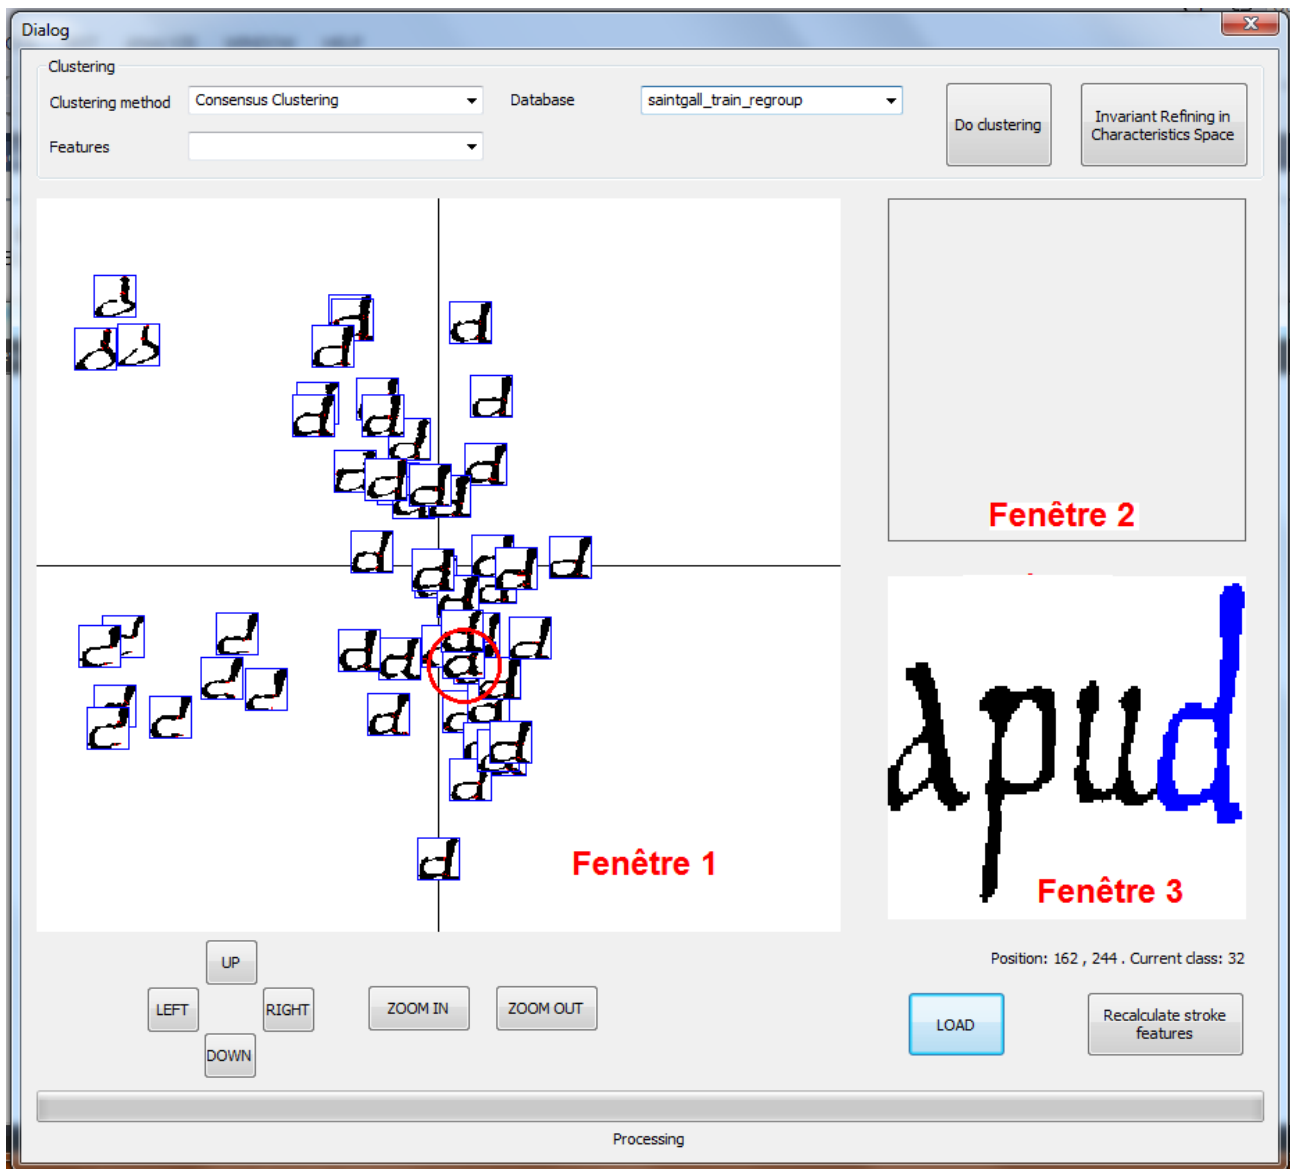 Dialog
Clustering
Clustering method
Consensus Clustering
Database
saintgall_train_regroup
Do clustering
Invariant Refining in
Characteristics Space
Features
Fenêtre 2
Fenêtre 1
apud
Fenêtre 3
Position: 162 , 244 . Current class: 32
UP
LEFT
RIGHT
DOWN
ZOOM IN
ZOOM OUT
LOAD
Recalculate stroke
features
Processing